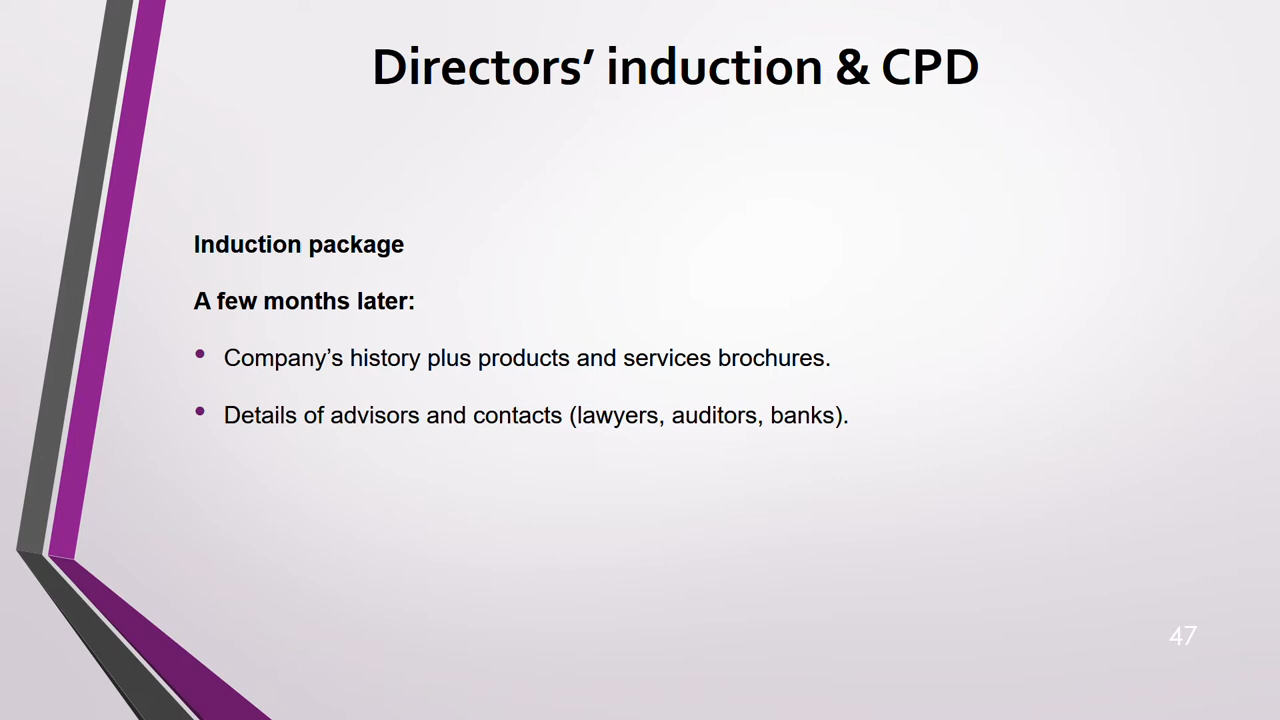 Directors’ induction & CPD
Induction package
A few months later:
• Company’s history plus products and services brochures.
• Details of advisors and contacts (lawyers, auditors, banks).
47